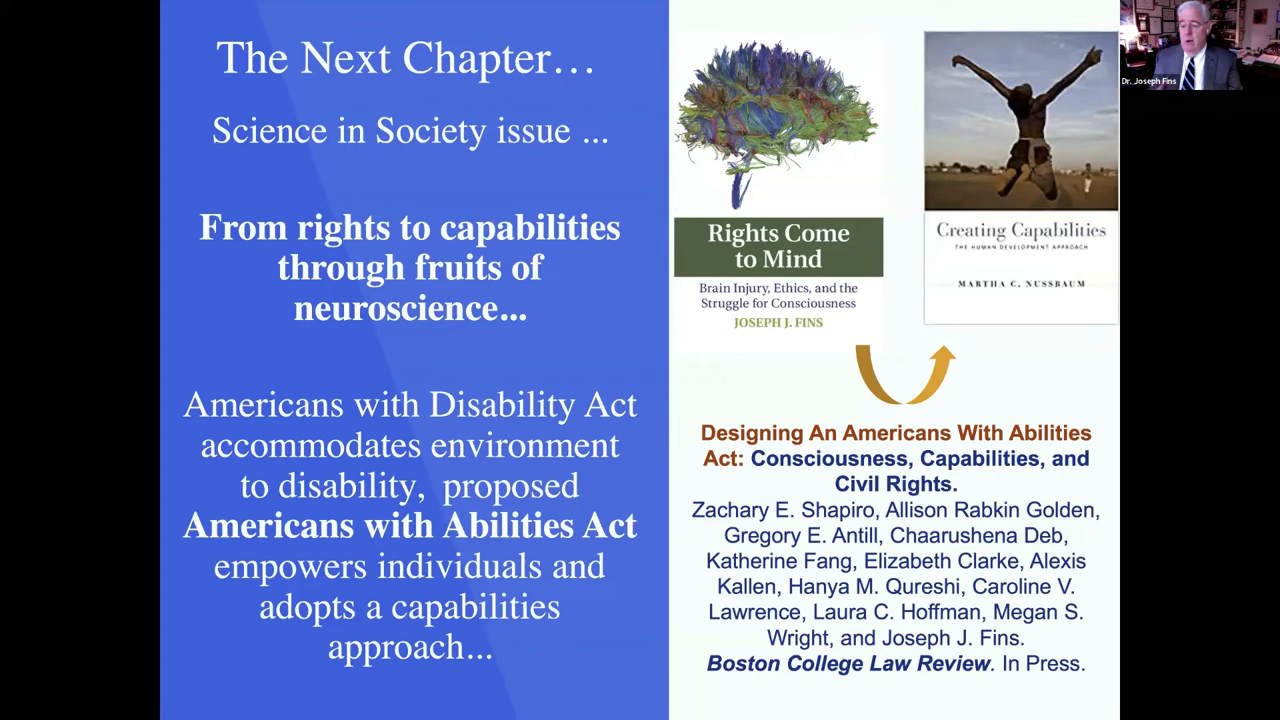 The Next Chapter…
Science in Society issue ...
From rights to capabilities
through fruits of
neuroscience...
Americans with Disability Act
accommodates environment
to disability, proposed
Americans with Abilities Act
empowers individuals and
adopts a capabilities
approach...
Rights Come
to Mind
Brain Injury, Ethics, and the
Struggle for Consciousness
JOSEPH J. FINS
Creating Capabilities
THE HUMAN DEVELOPMENT APPROACH
MARTHA C. NUSSBAUM
Designing An Americans With Abilities
Act: Consciousness, Capabilities, and
Civil Rights.
Zachary E. Shapiro, Allison Rabkin Golden,
Gregory E. Antill, Chaarushena Deb,
Katherine Fang, Elizabeth Clarke, Alexis
Kallen, Hanya M. Qureshi, Caroline V.
Lawrence, Laura C. Hoffman, Megan S.
Wright, and Joseph J. Fins.
Boston College Law Review. In Press.
Dr. Joseph Fins